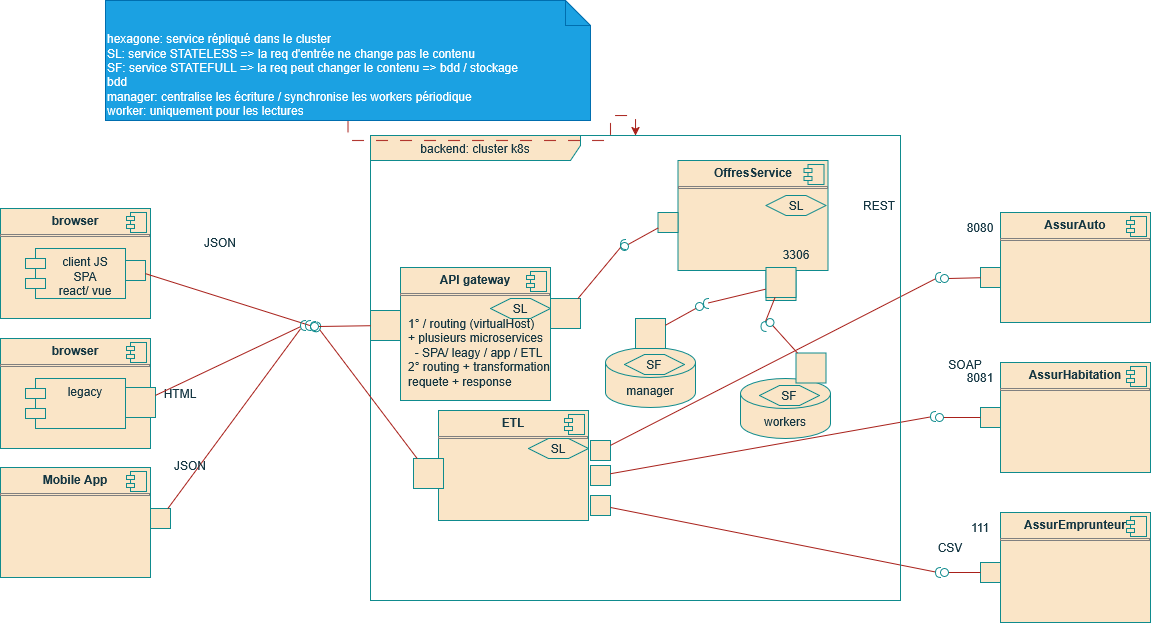 hexagone: service répliqué dans le cluster
SL: service STATELESS => la req d'entrée ne change pas le contenu
SF: service STATEFULL => la req peut changer le contenu => bdd / stockage
bdd
manager: centralise les écriture / synchronise les workers périodique
worker: uniquement pour les lectures
backend: cluster k8s
OffresService
SL
3306
REST
browser
client JS
SPA
react/ vue
JSON
browser
legacy
HTML
Mobile App
JSON
API gateway
SL
1° / routing (virtualHost)
+ plusieurs microservices
- SPA/ leagy / app / ETL
2° routing + transformation
requete + response
SF
manager
SF
workers
ETL
SL
8080
AssurAuto
SOAP
8081
AssurHabitation
111
CSV
AssurEmprunteur